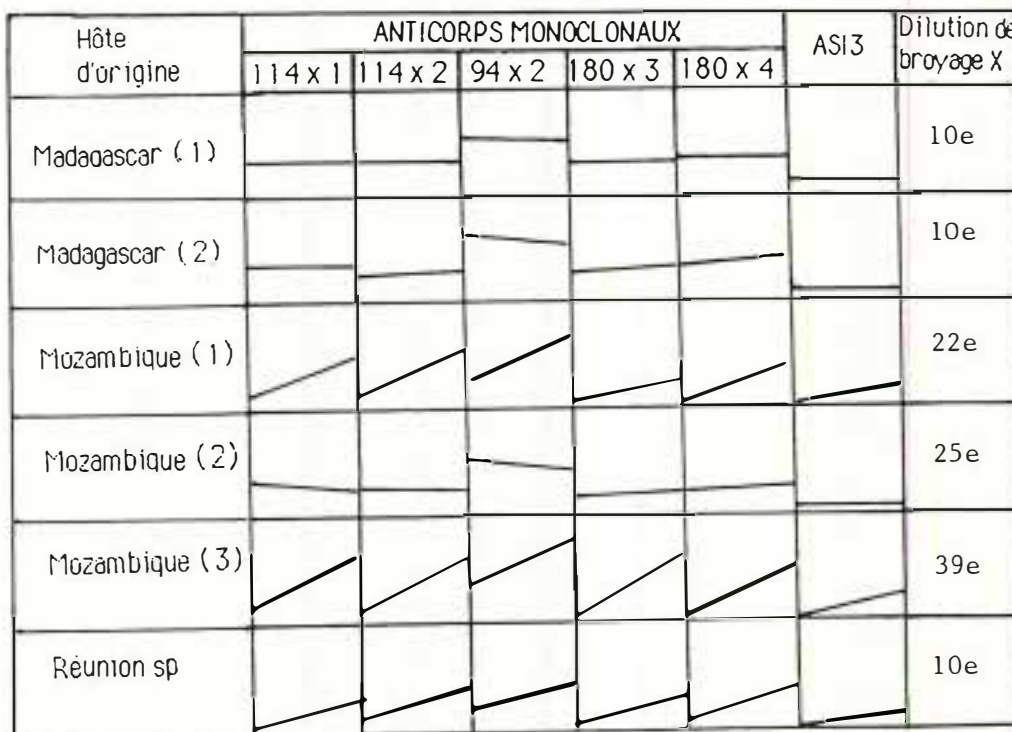 Hôte
d'origine
ANTICORPS MONOCLONAUX
ASI3
Dilution de
broyage X
114 x 1
114 x 2
94 x 2
180 x 3
180 x 4
Madagascar (1)
10e
Madagascar (2)
10e
Mozambique (1)
22e
Mozambique (2)
25e
Mozambique (3)
39e
Réunion sp
10e